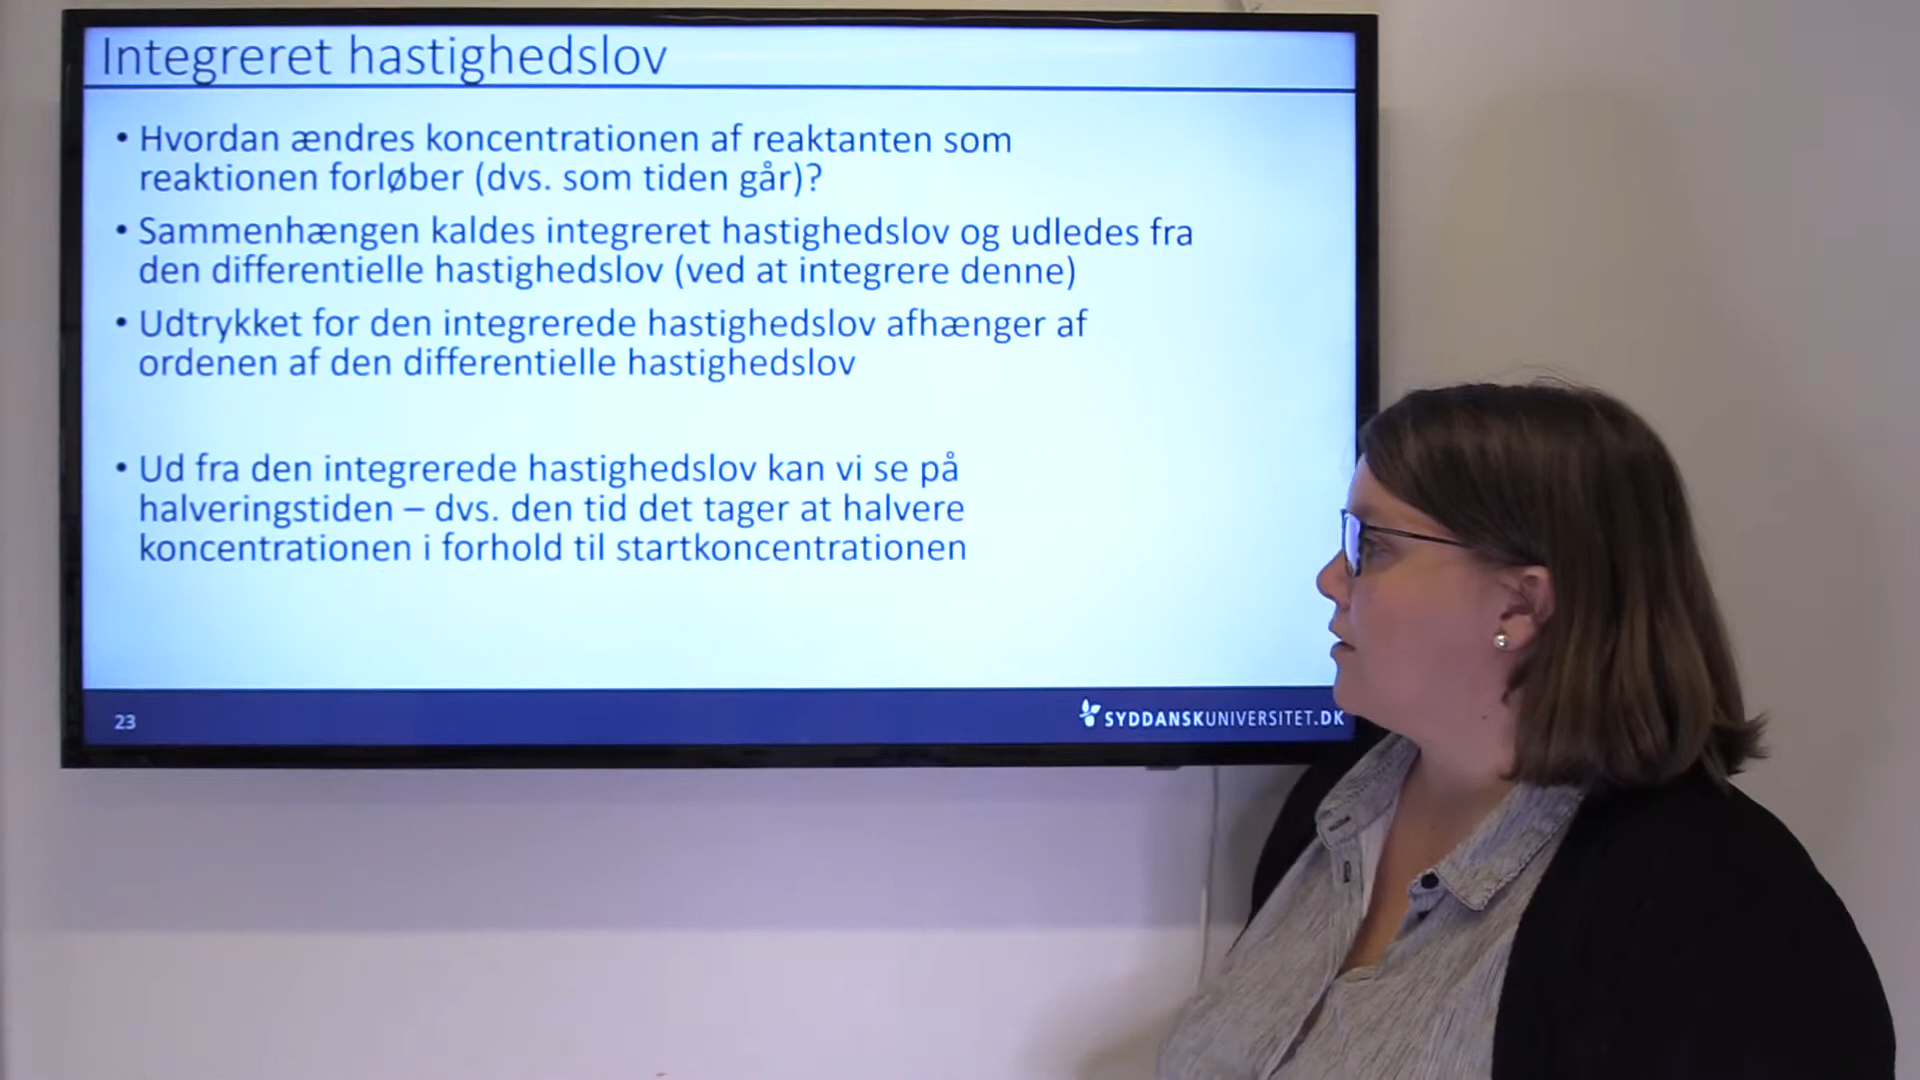 Integreret hastighedslov
• Hvordan ændres koncentrationen af reaktanten som
reaktionen forløber (dvs. som tiden går)?
• Sammenhængen kaldes integreret hastighedslov og udledes fra
den differentielle hastighedslov (ved at integrere denne)
• Udtrykket for den integrerede hastighedslov afhænger af
ordenen af den differentielle hastighedslov
• Ud fra den integrerede hastighedslov kan vi se på
halveringstiden – dvs. den tid det tager at halvere
koncentrationen i forhold til startkoncentrationen
23
SYDDANSKUNIVERSITET.DK